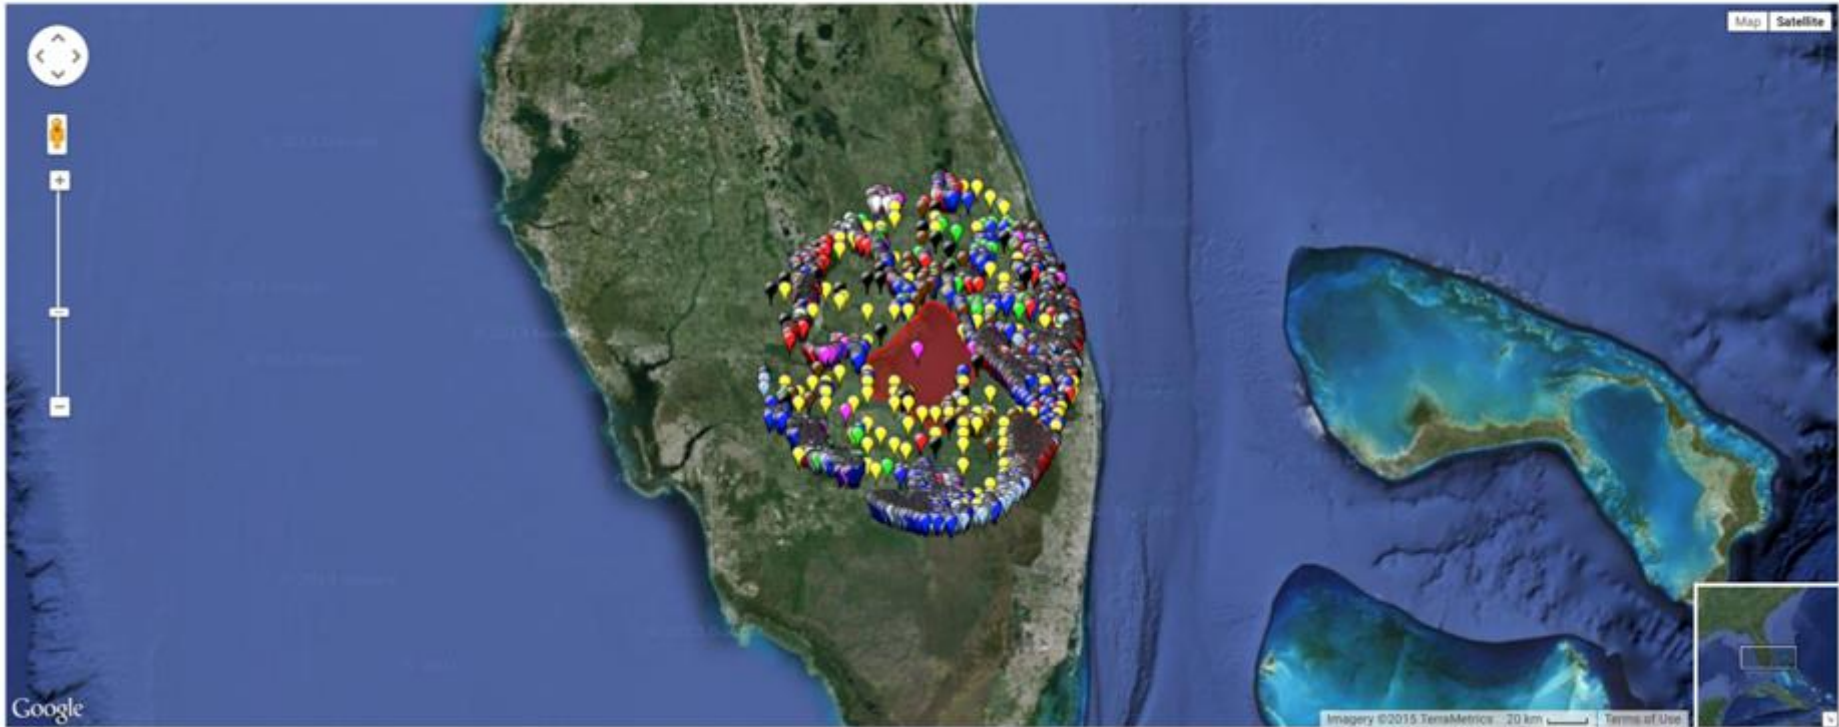 Map Satellite
+
−
Google
Imagery ©2015 TerraMetrics 20 km Terms of Use